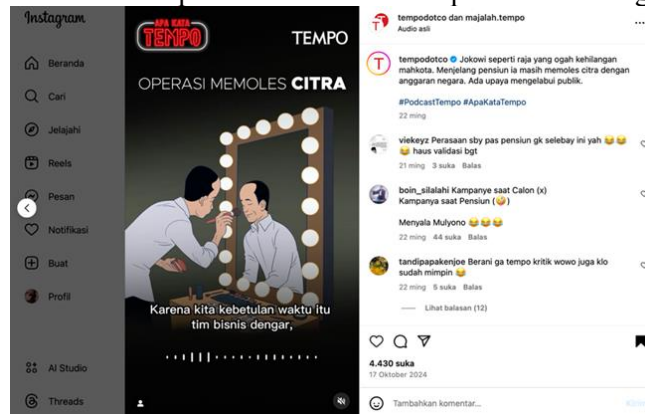 Instagram
Beranda
Cari
Jelajahi
Reels
Pesan
Notifikasi
Buat
Profil
AI Studio
Threads
APA KATA
TEMPO
TEMPO
OPERASI MEMOLES CITRA
Karena kita kebetulan waktu itu
tim bisnis dengar,
tempodotco dan majalah.tempo
Audio asli
tempodotco Jokowi seperti raja yang ogah kehilangan
mahkota. Menjelang pensiun ia masih memoles citra dengan
anggaran negara. Ada upaya mengelabui publik.
#PodcastTempo #ApaKataTempo
22 ming
viekeyz Perasaan sby pas pensiun gk selebay ini yah 😂😂
😂 haus validasi bgt
21 ming 3 suka Balas
boin_silalahi Kampanye saat Calon (x)
Kampanye saat Pensiun (🤣)
Menyala Mulyono 😂😂😂
22 ming 44 suka Balas
tandipapakenjoe Berani ga tempo kritik wowo juga klo
sudah mimpin 😂
22 ming 5 suka Balas
Lihat balasan (12)
4.430 suka
17 Oktober 2024
Tambahkan komentar...